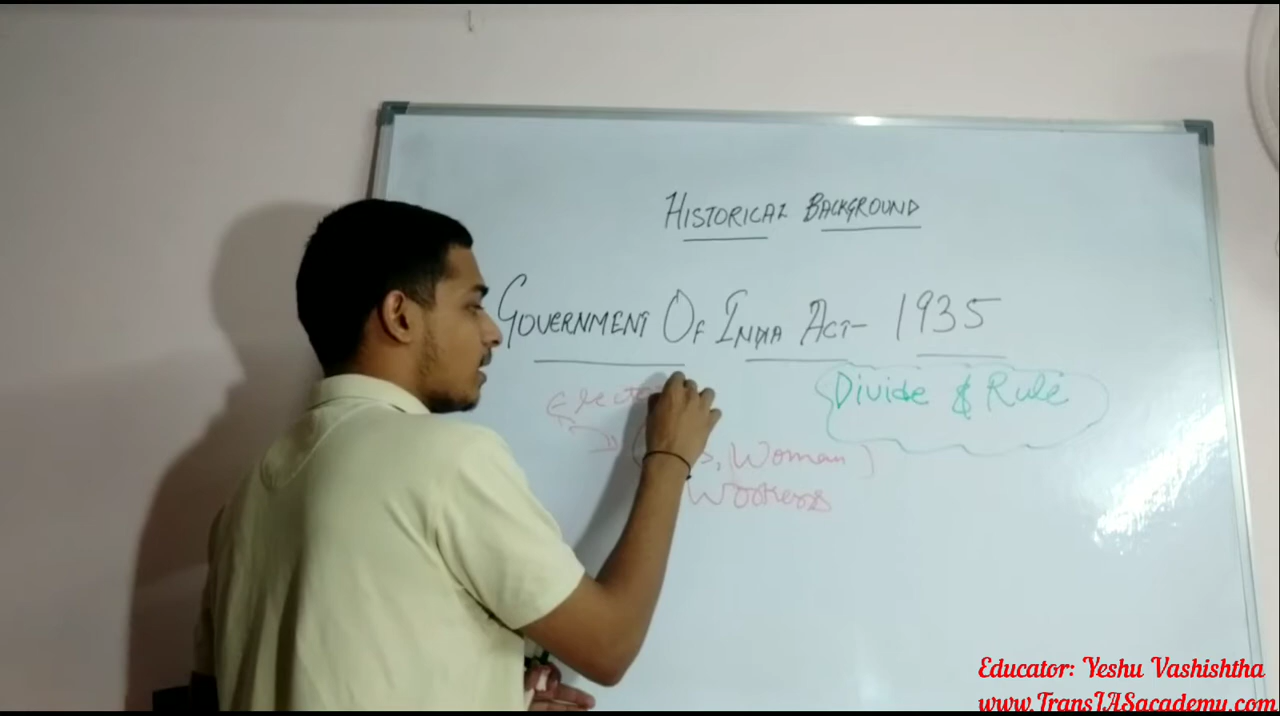 HISTORICAL BACKGROUND
GOVERNMENT OF INDIA ACT- 1935
Divide & Rule
, Woman )
Workers
Educator: Yeshu Vashishtha
www.TransIASacademy.com